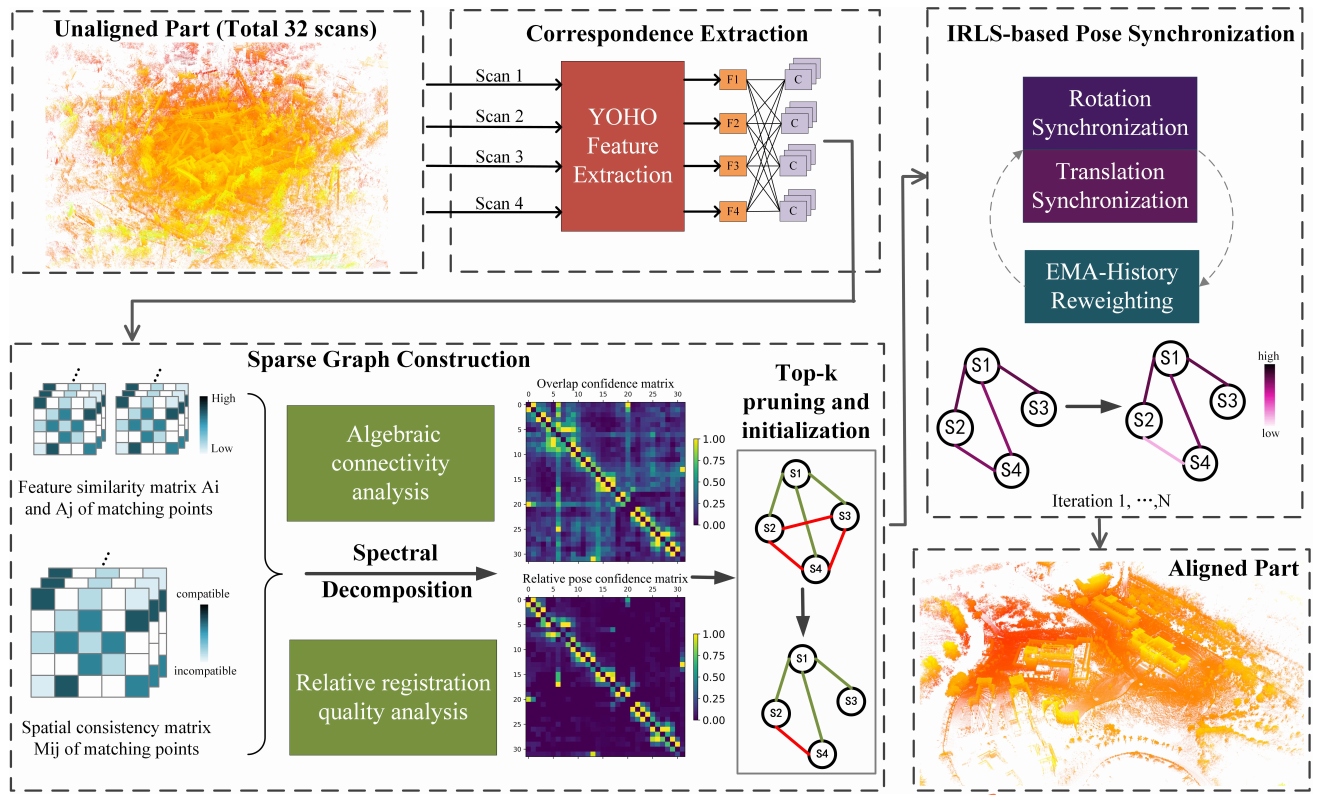 Unaligned Part (Total 32 scans)
Correspondence Extraction
Scan 1
Scan 2
Scan 3
Scan 4
YOHO
Feature
Extraction
F1
F2
F3
F4
C
C
C
C
IRLS-based Pose Synchronization
Rotation
Synchronization
Translation
Synchronization
EMA-History
Reweighting
S1
S2
S3
S4
S1
S2
S3
S4
high
low
Iteration 1, ···,N
Sparse Graph Construction
High
Low
Feature similarity matrix Ai
and Aj of matching points
compatible
incompatible
Spatial consistency matrix
Mij of matching points
Algebraic
connectivity
analysis
Spectral
Decomposition
Relative registration
quality analysis
Overlap confidence matrix
0 5 10 15 20 25 30
0
5
10
15
20
25
30
1.00
0.75
0.50
0.25
0.00
Relative pose confidence matrix
0 5 10 15 20 25 30
0
5
10
15
20
25
30
1.00
0.75
0.50
0.25
0.00
Top-k
pruning and
initialization
S1
S2
S3
S4
S1
S2
S3
S4
Aligned Part